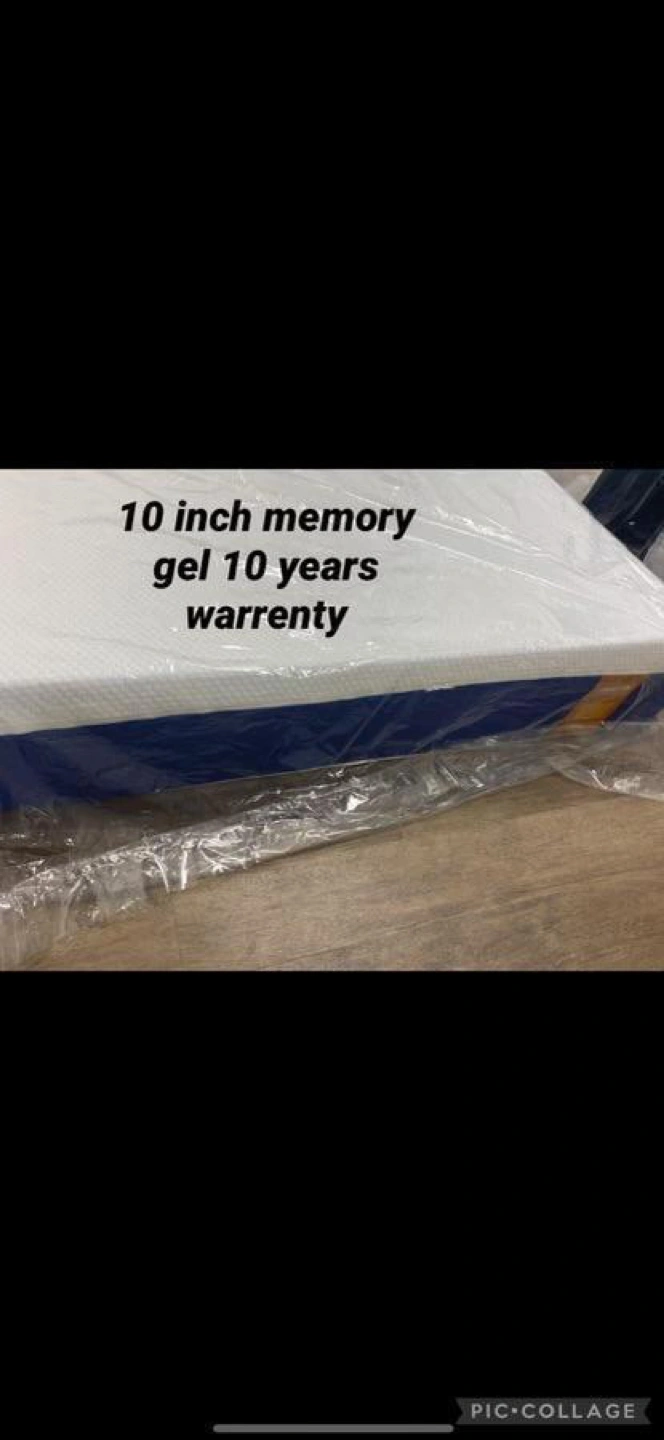 10 inch memory
gel 10 years
warrenty
PIC•COLLAGE